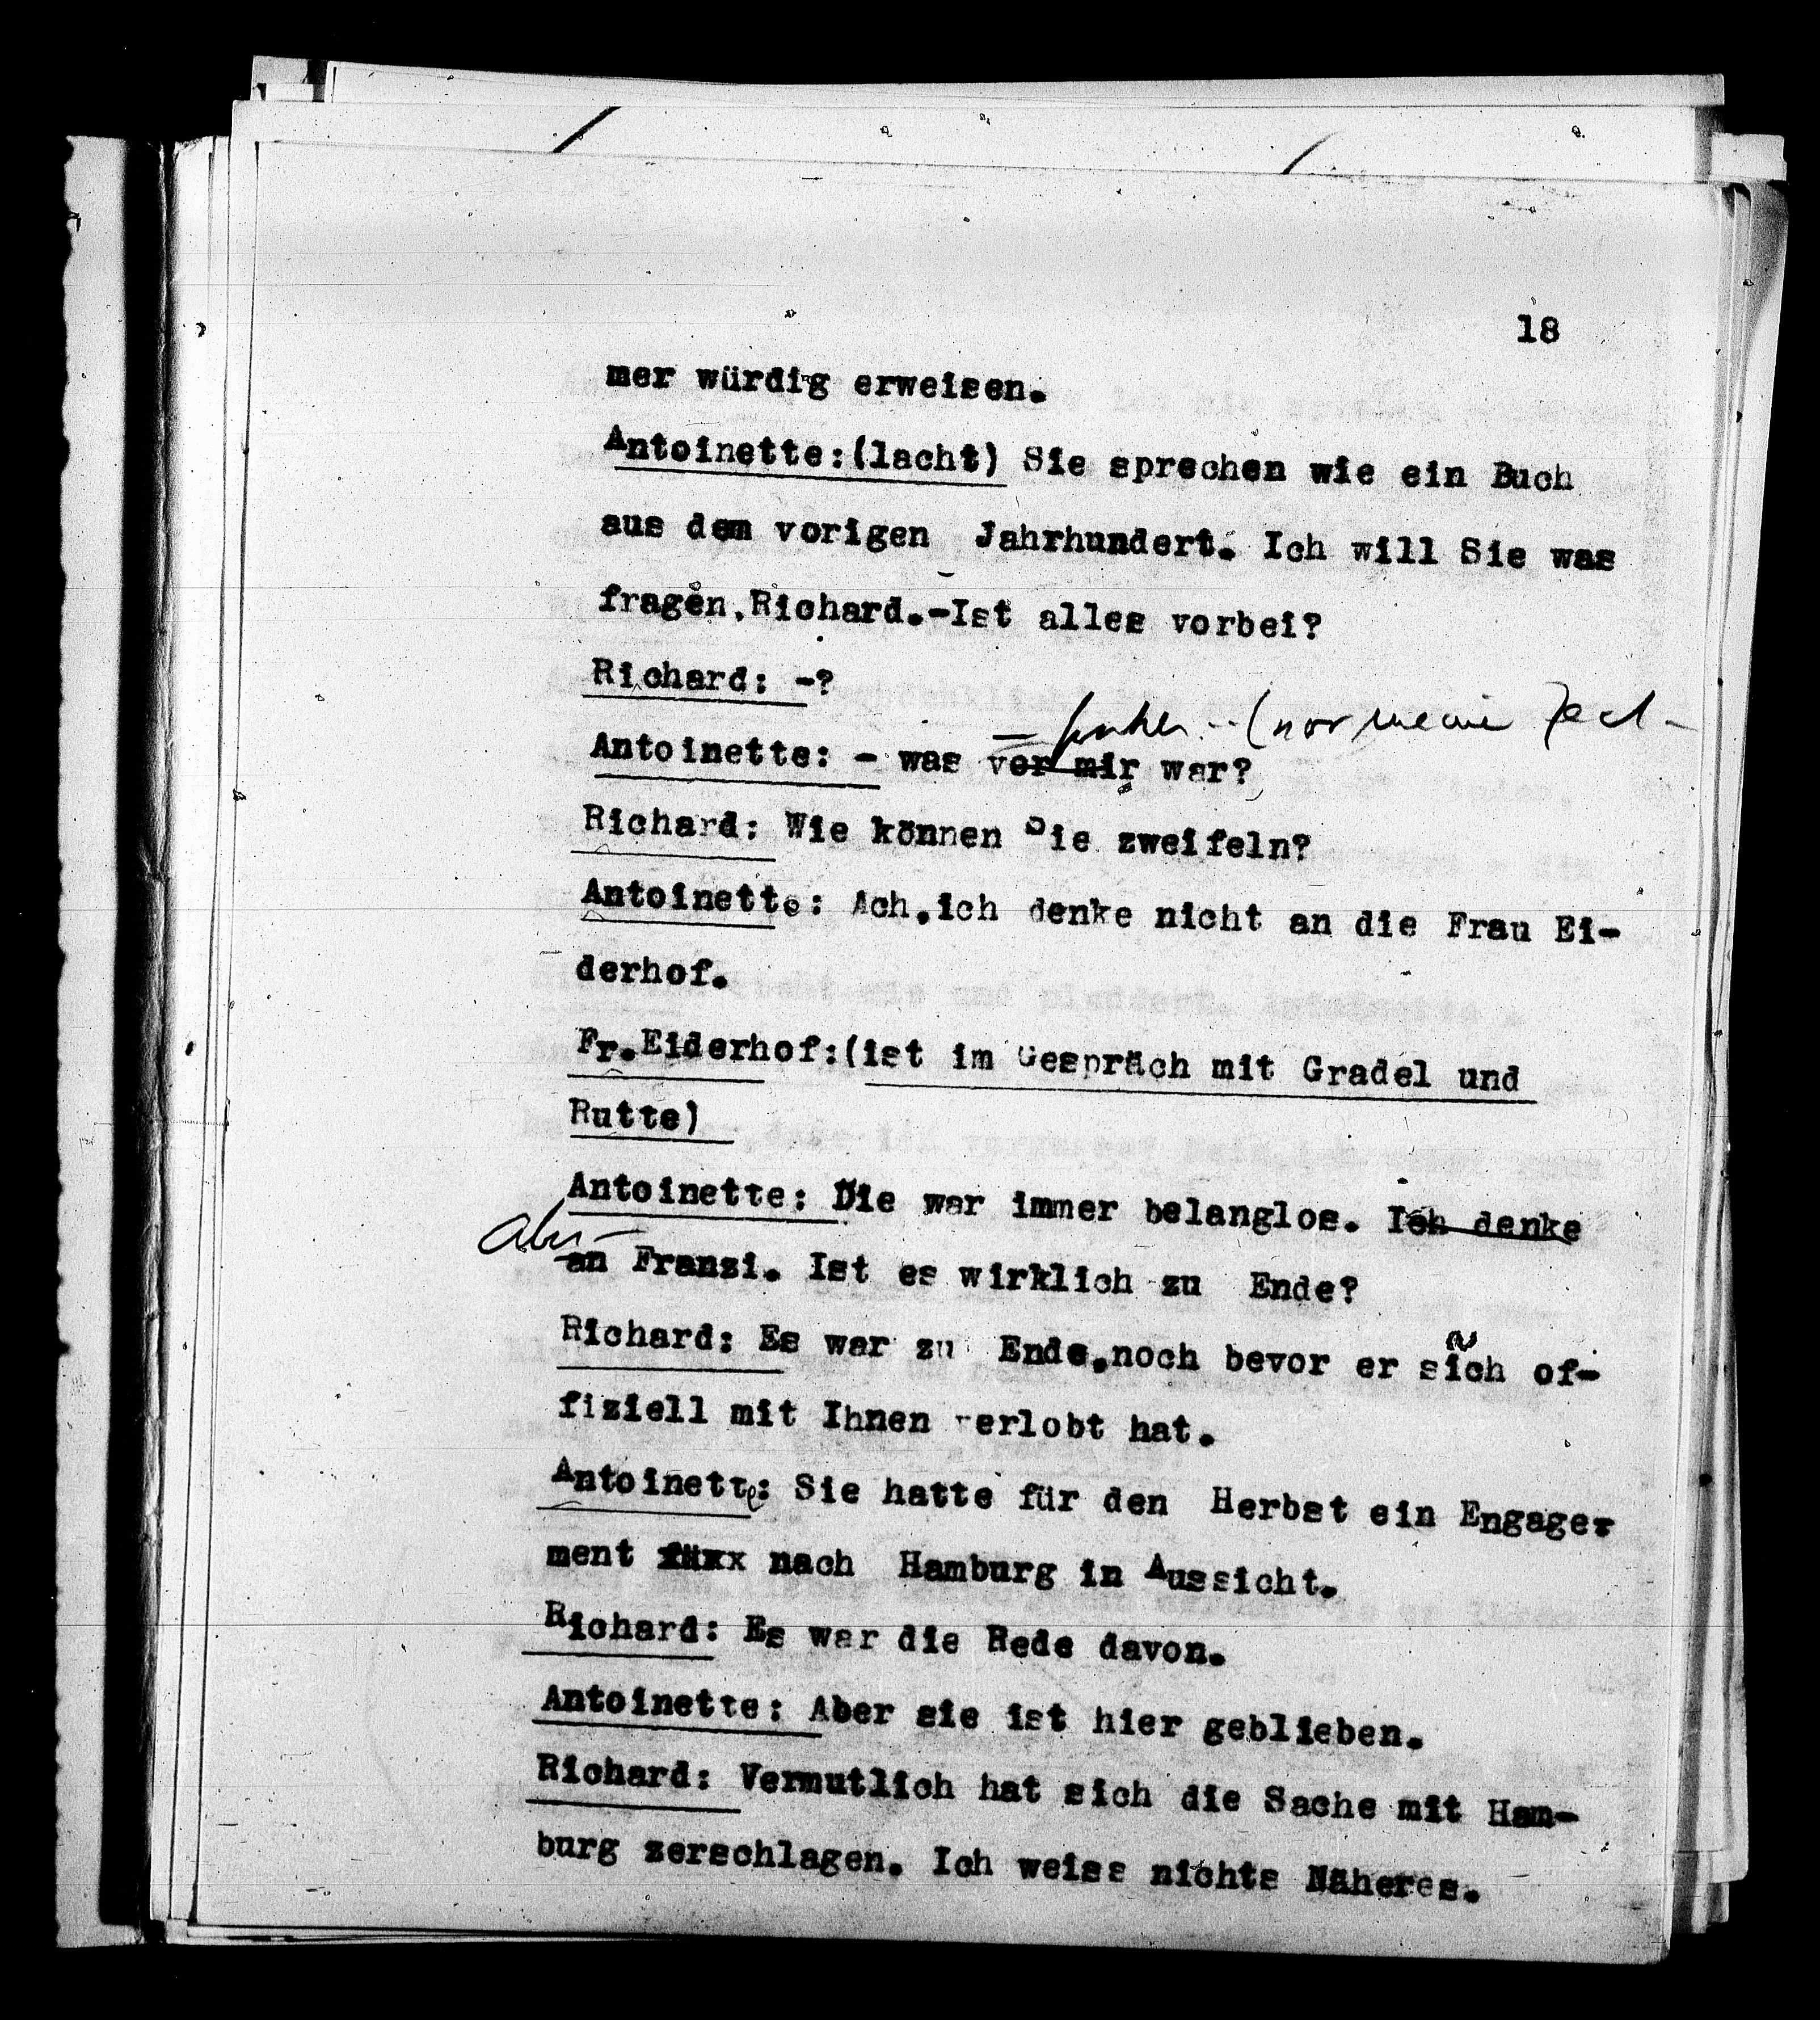 18
mer würdig erweisen.
Antoinette:(lacht) Sie sprechen wie ein Buch
aus dem vorigen Jahrhundert. Ich will Sie was
fragen,Richard.-Ist alles vorbei?
Richard: -?
früher -- (vor meiner
Antoinette: - was vor mir war?
Richard: Wie können Sie zweifeln?
Antoinette: Ach,ich denke nicht an die Frau Ei-
derhof.
Fr.Eiderhof:(ist im Gespräch mit Gradel und
Rutte)
Antoinette: Die war immer belanglos. Ich denke
aber
an Franzi. Ist es wirklich zu Ende?
Richard: Es war zu Ende,noch bevor er sich of-
fiziell mit Ihnen verlobt hat.
Antoinette: Sie hatte für den Herbst ein Engage-
ment fürxx nach Hamburg in Aussicht.
Richard: Es war die Rede davon.
Antoinette: Aber sie ist hier geblieben.
Richard: Vermutlich hat sich die Sache mit Ham-
burg zerschlagen. Ich weiss nichts Näheres.